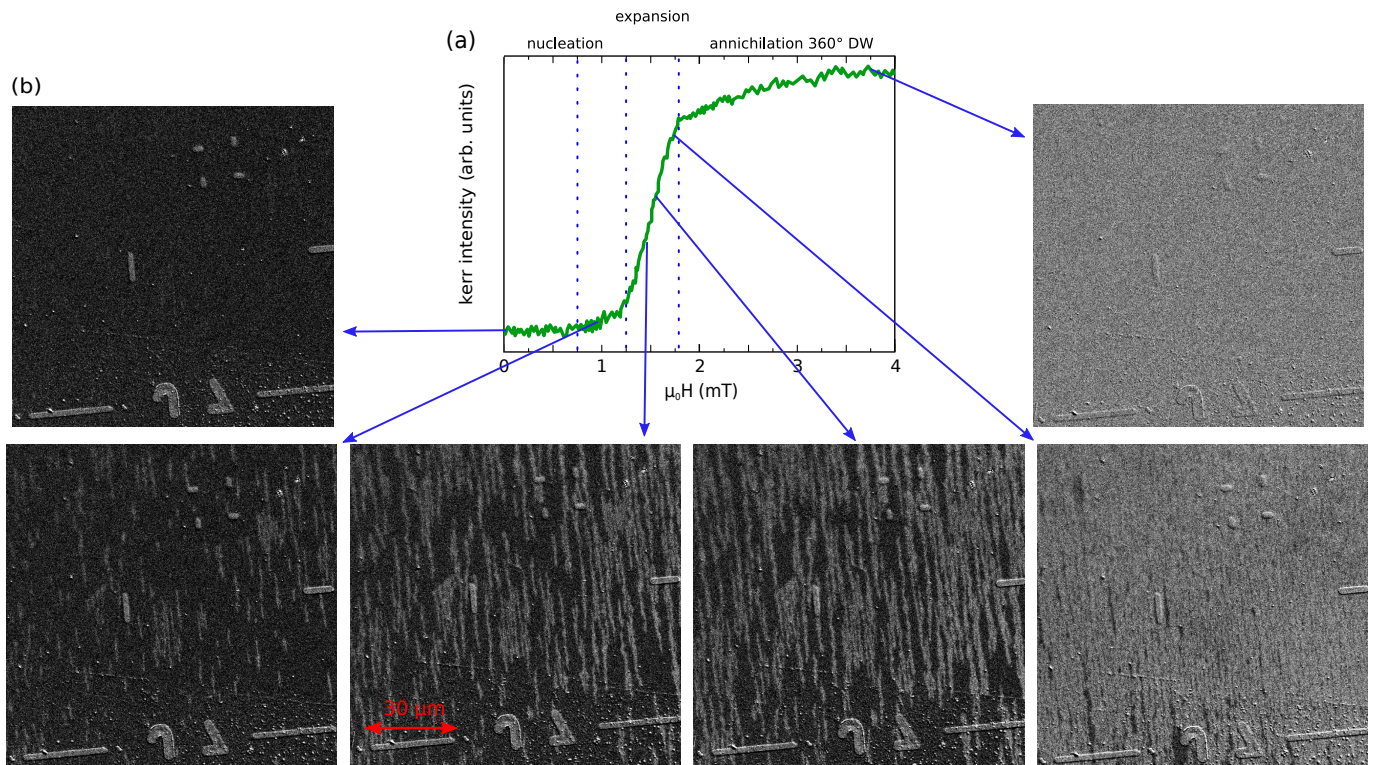 expansion
(a)
nucleation
annichilation 360° DW
(b)
kerr intensity (arb. units)
0 1 2 3 4
μ₀H (mT)
30 μm